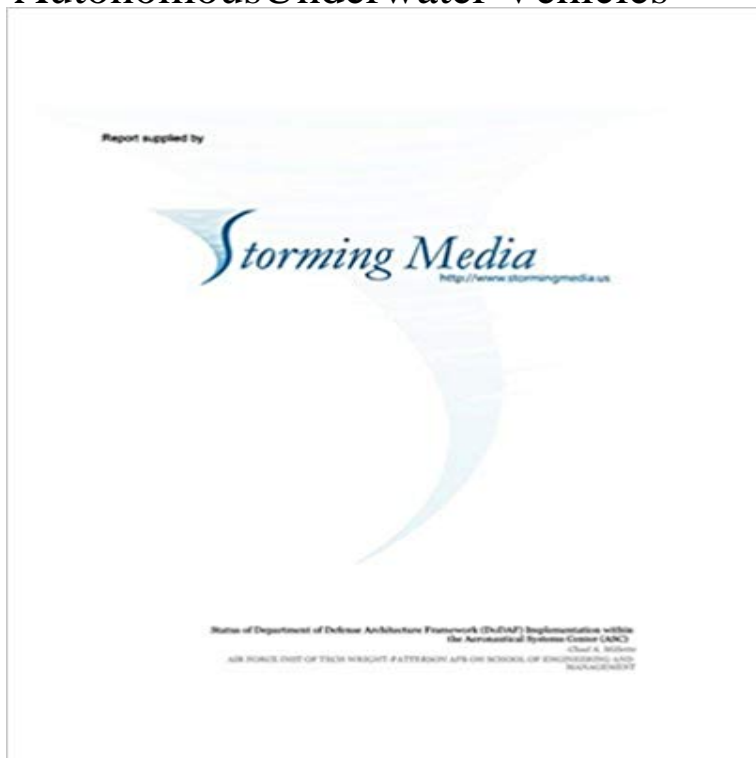 AutonomousUnderwater Vehicles
Report supplied by
Storming Media
http://www.stormingmedia.us
Status of Department of Defense Architecture Framework (DoDAF) Implementation within
the Aeronautical Systems Center (ASC)
Chad A. Millette
AIR FORCE INST OF TECH WRIGHT-PATTERSON AFB OH SCHOOL OF ENGINEERING AND
MANAGEMENT